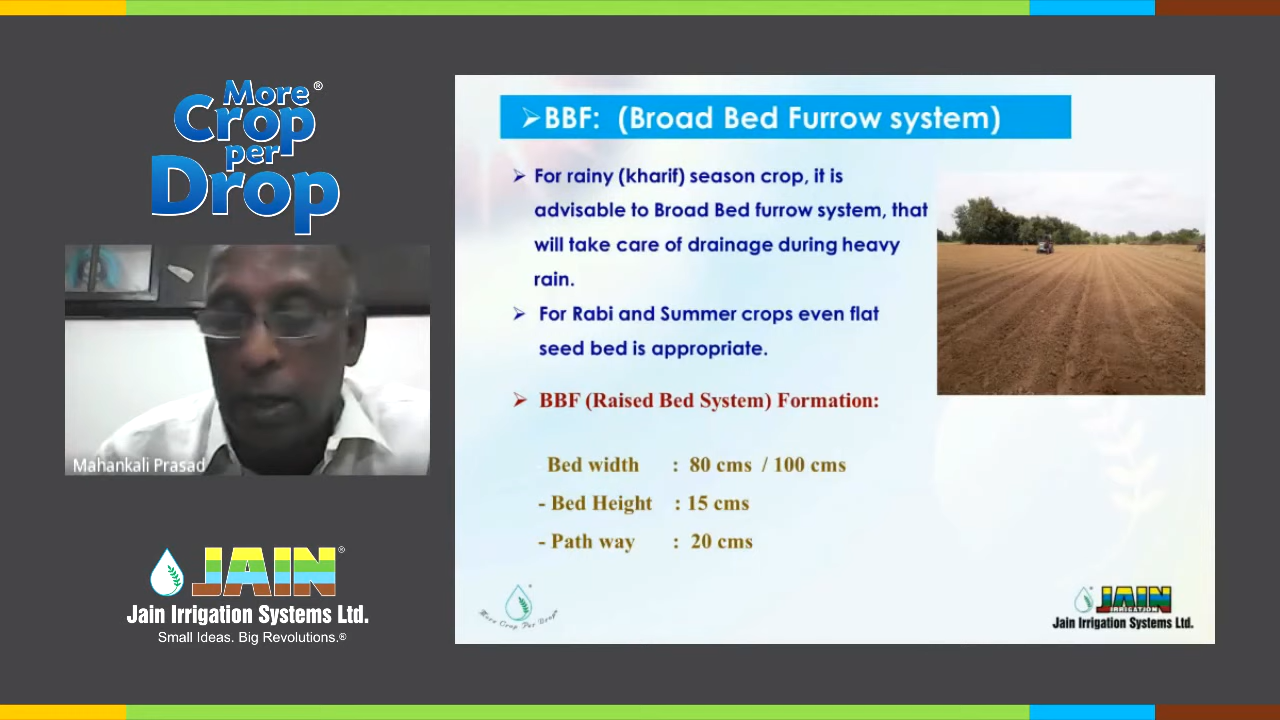 More®
Crop
per
Drop
Mahankali Prasad
JAIN®
Jain Irrigation Systems Ltd.
Small Ideas. Big Revolutions.®
➢BBF: (Broad Bed Furrow system)
➢ For rainy (kharif) season crop, it is
advisable to Broad Bed furrow system, that
will take care of drainage during heavy
rain.
➢ For Rabi and Summer crops even flat
seed bed is appropriate.
➢ BBF (Raised Bed System) Formation:
Bed width : 80 cms / 100 cms
- Bed Height : 15 cms
- Path way : 20 cms
More Crop Per Drop®
JAIN
IRRIGATION
Jain Irrigation Systems Ltd.